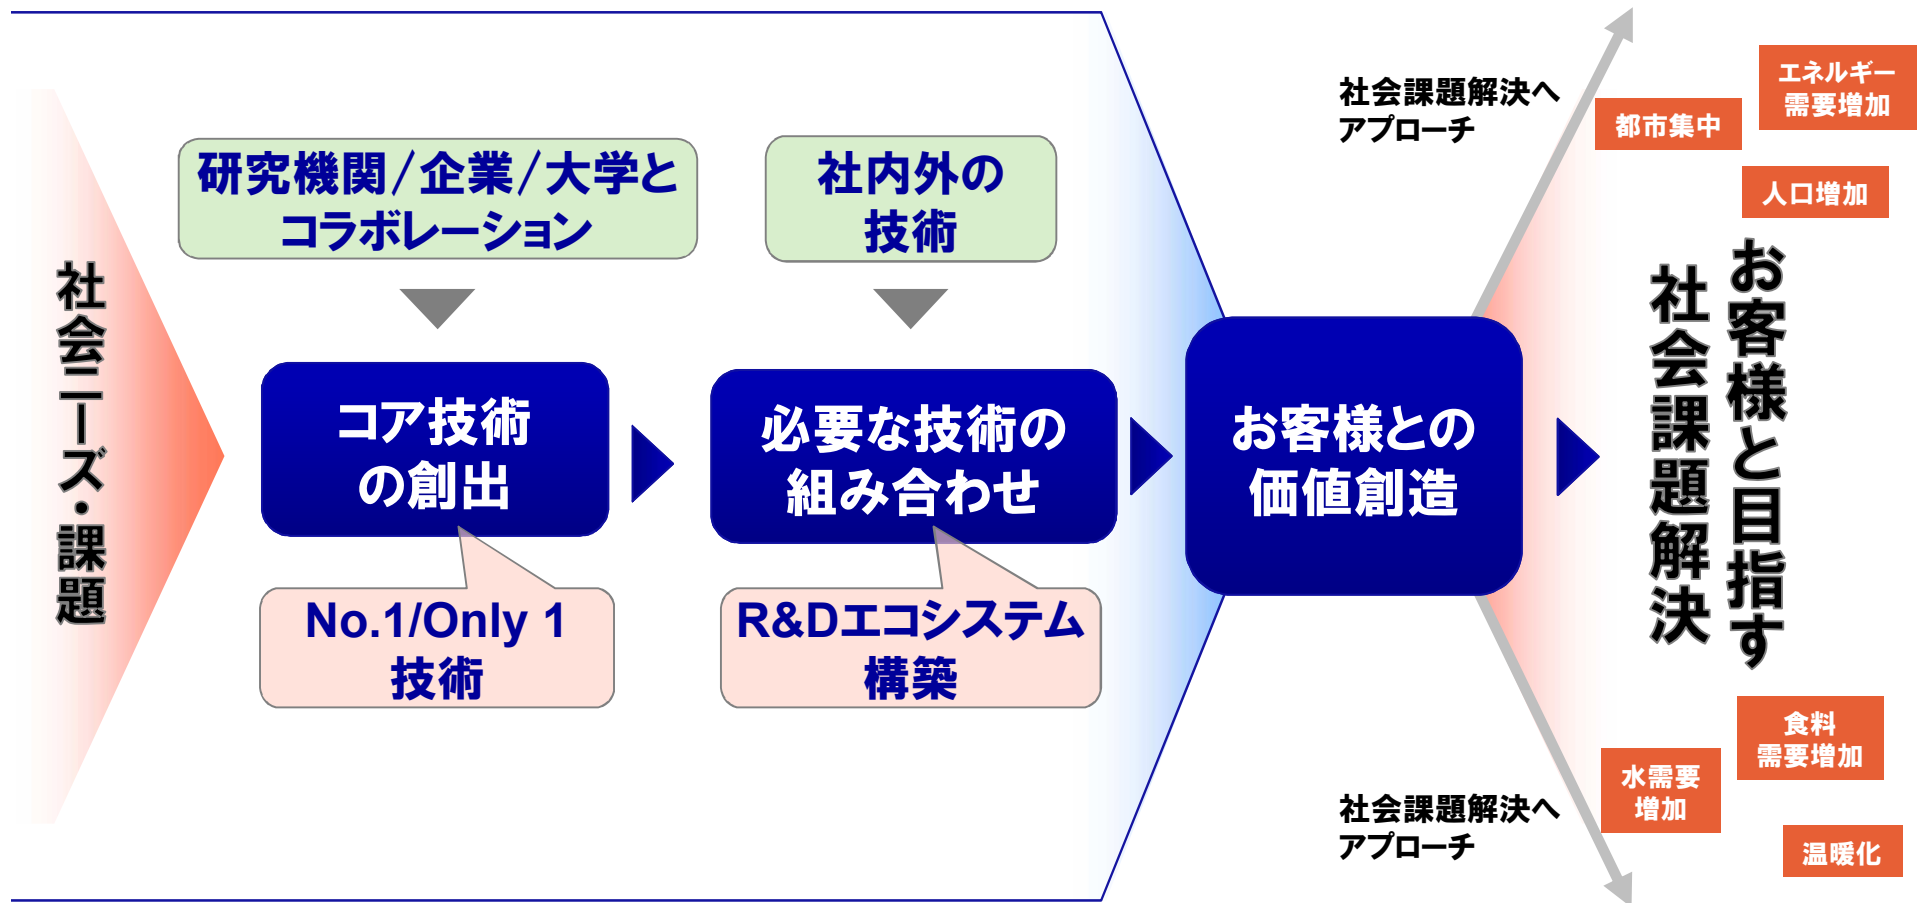 社会ニーズ・課題
研究機関/企業/大学と
コラボレーション
社内外の
技術
コア技術
の創出
必要な技術の
組み合わせ
お客様との
価値創造
No.1/Only 1
技術
R&Dエコシステム
構築
社会課題解決へ
アプローチ
エネルギー
需要増加
都市集中
人口増加
お客様と目指す
社会課題解決
食料
需要増加
水需要
増加
温暖化
社会課題解決へ
アプローチ